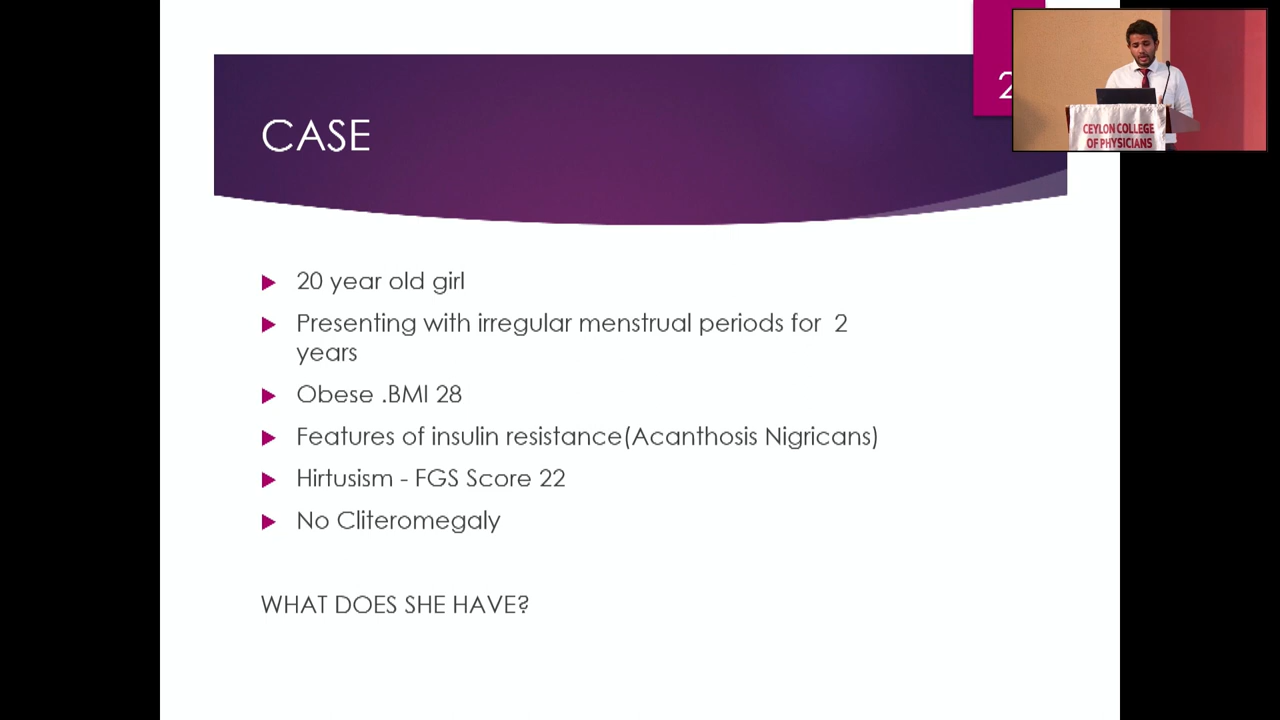 CASE
2
CEYLON COLLEGE
OF PHYSICIANS
20 year old girl
Presenting with irregular menstrual periods for 2
years
Obese .BMI 28
Features of insulin resistance(Acanthosis Nigricans)
Hirtusism - FGS Score 22
No Cliteromegaly
WHAT DOES SHE HAVE?